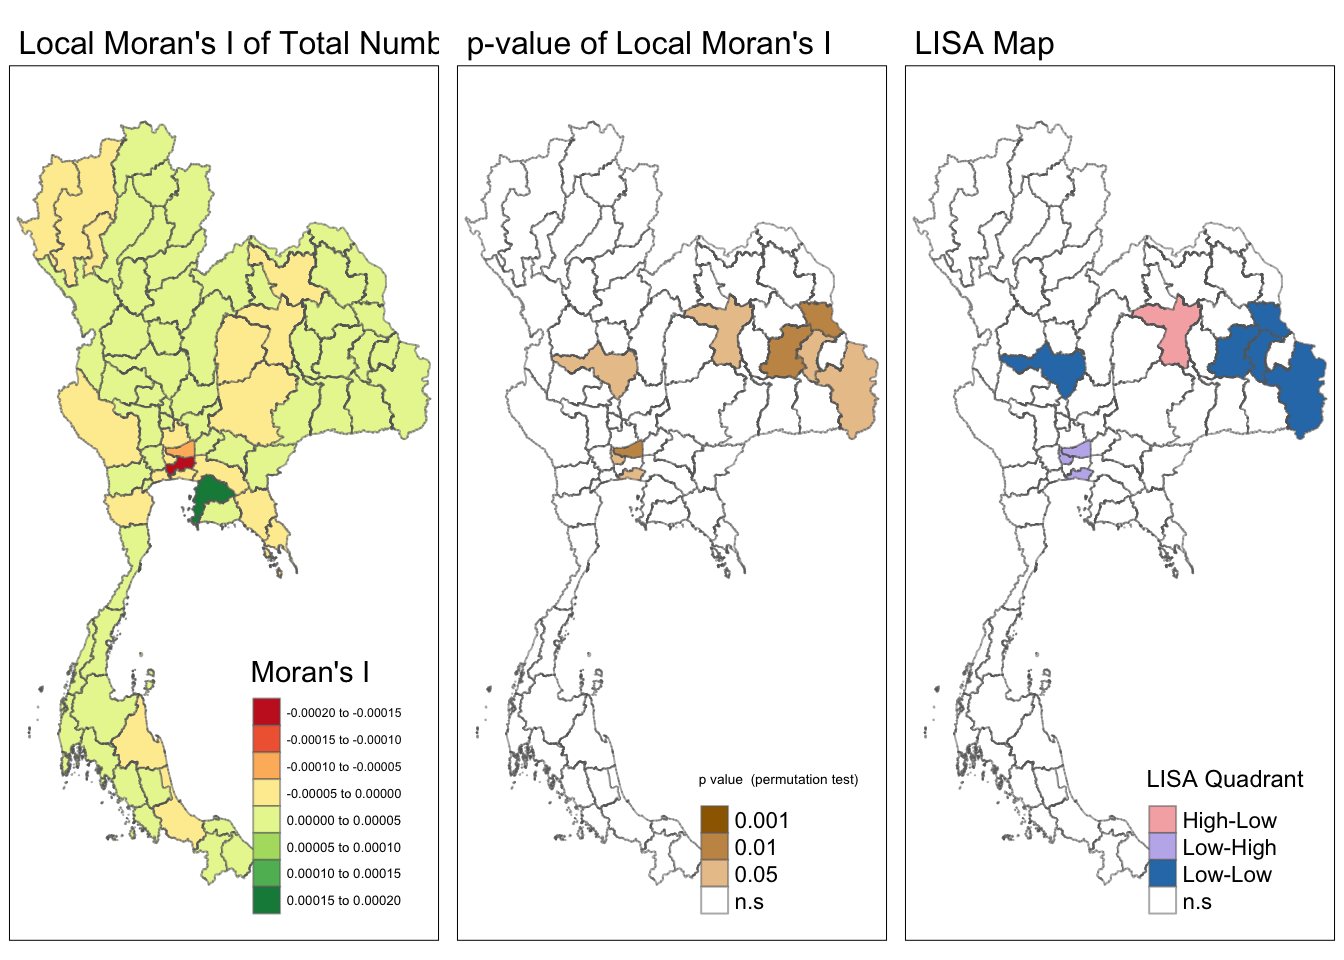 Local Moran's I of Total Numb
p-value of Local Moran's I
LISA Map
Moran's I
-0.00020 to -0.00015
-0.00015 to -0.00010
-0.00010 to -0.00005
-0.00005 to 0.00000
0.00000 to 0.00005
0.00005 to 0.00010
0.00010 to 0.00015
0.00015 to 0.00020
p value (permutation test)
0.001
0.01
0.05
n.s
LISA Quadrant
High-Low
Low-High
Low-Low
n.s